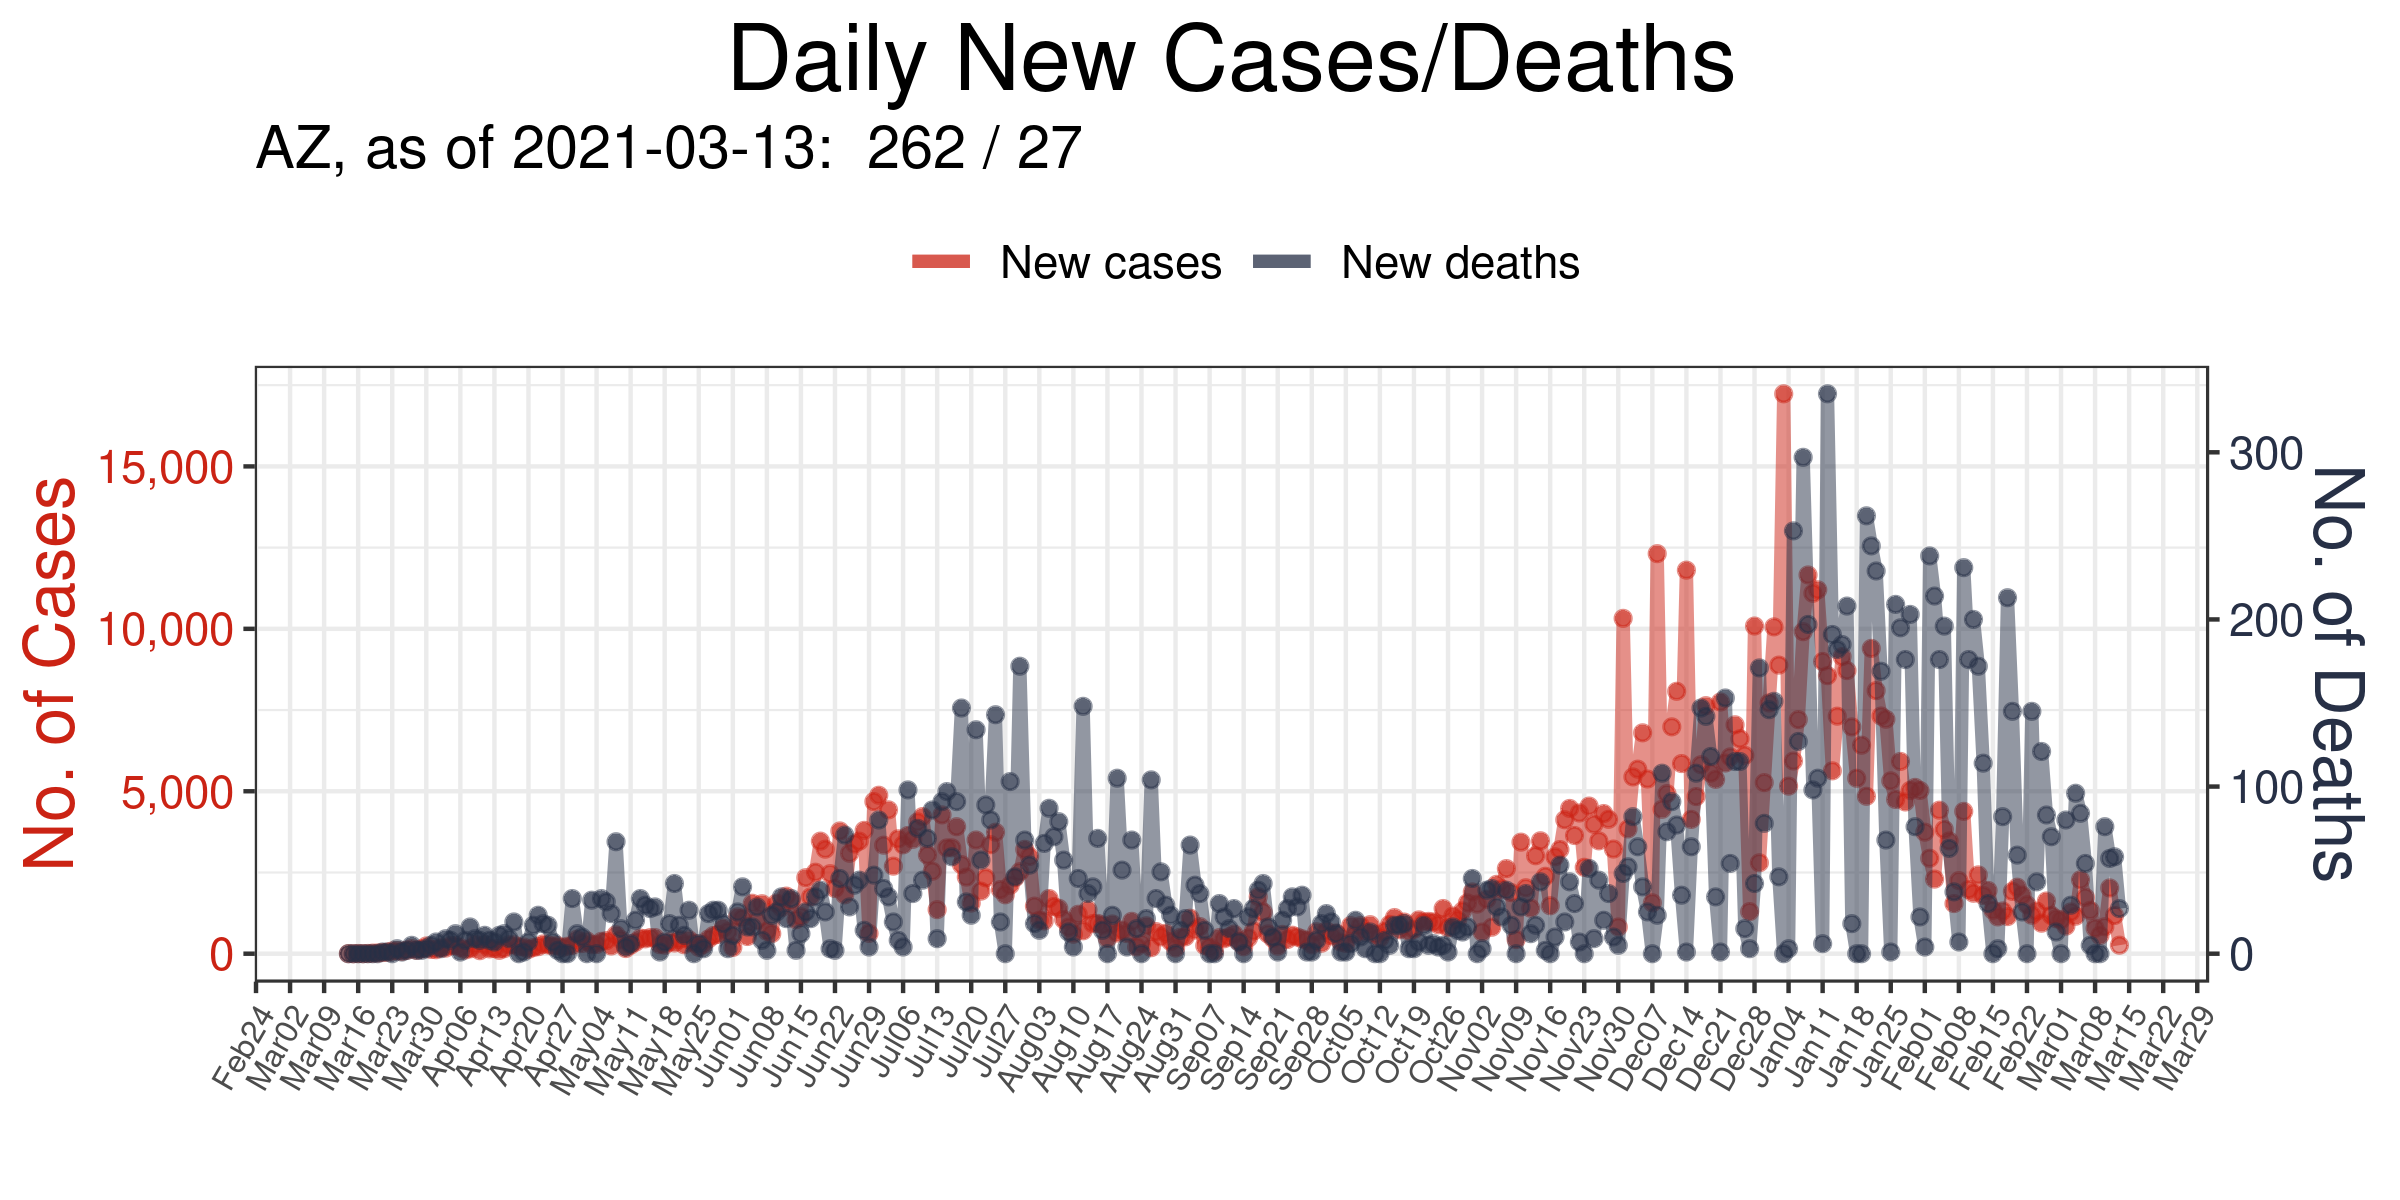 Daily New Cases/Deaths
AZ, as of 2021-03-13:  262 / 27
New cases
New deaths
No. of Cases
15,000
10,000
5,000
0
300
200
100
0
No. of Deaths
Feb24
Mar02
Mar09
Mar16
Mar23
Mar30
Apr06
Apr13
Apr20
Apr27
May04
May11
May18
May25
Jun01
Jun08
Jun15
Jun22
Jun29
Jul06
Jul13
Jul20
Jul27
Aug03
Aug10
Aug17
Aug24
Aug31
Sep07
Sep14
Sep21
Sep28
Oct05
Oct12
Oct19
Oct26
Nov02
Nov09
Nov16
Nov23
Nov30
Dec07
Dec14
Dec21
Dec28
Jan04
Jan11
Jan18
Jan25
Feb01
Feb08
Feb15
Feb22
Mar01
Mar08
Mar15
Mar22
Mar29